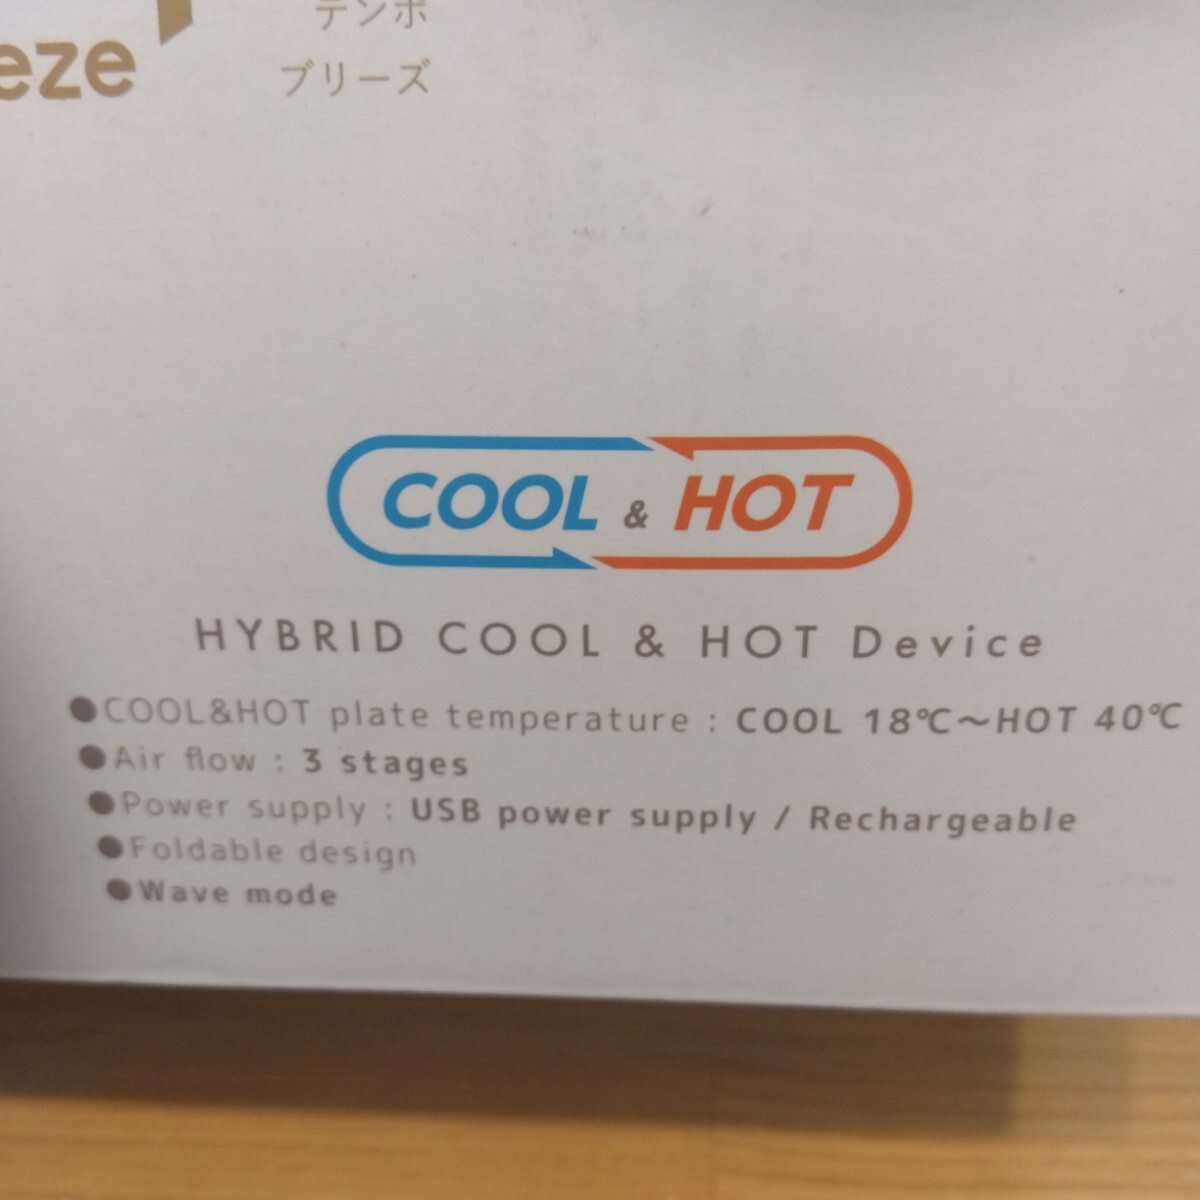 テンポ
eze
ブリーズ
COOL & HOT
HYBRID COOL & HOT Device
●COOL&HOT plate temperature : COOL 18℃～HOT 40℃
●Air flow : 3 stages
●Power supply : USB power supply / Rechargeable
●Foldable design
●Wave mode